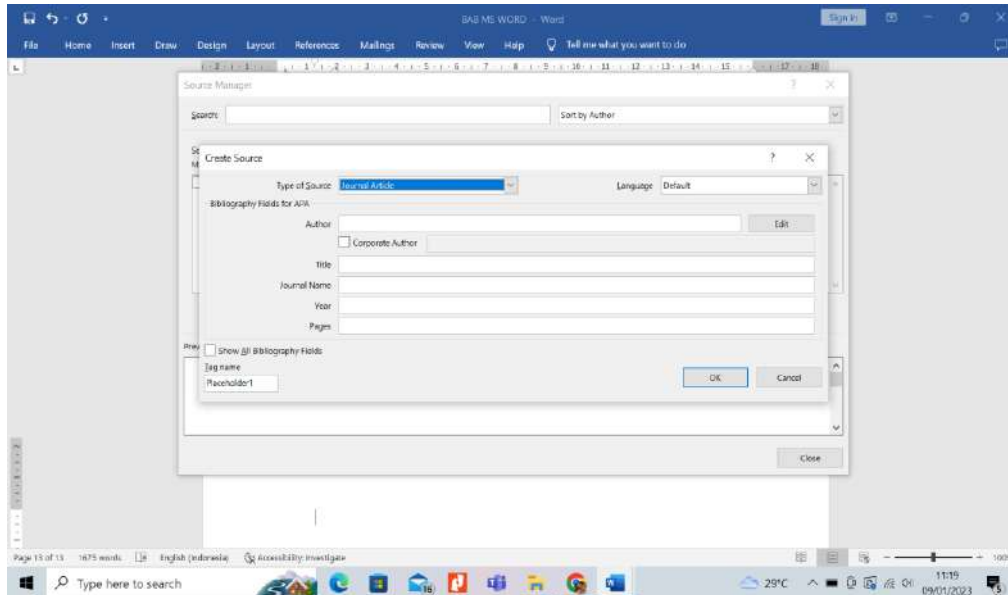 BAB MS WORD - Word
Sign in
File Home Insert Draw Design Layout References Mailings Review View Help Tell me what you want to do
Source Manager ?
Search: Sort by Author
Create Source ?
Type of Source Journal Article Language Default
Bibliography Fields for APA
Author Edit
Corporate Author
Title
Journal Name
Year
Pages
Show All Bibliography Fields
Tag name
Placeholder1
OK Cancel
Close
Page 13 of 13 1675 words English (Indonesia) Accessibility: Investigate
Type here to search 29°C 11:19
09/01/2023